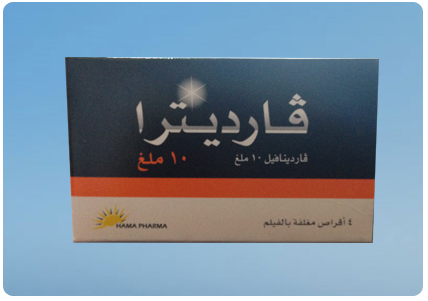 ڤارديترا
ڤاردينافيل ١٠ ملغ
١٠ ملغ
HAMA PHARMA
٤ أقراص مغلفة بالفيلم